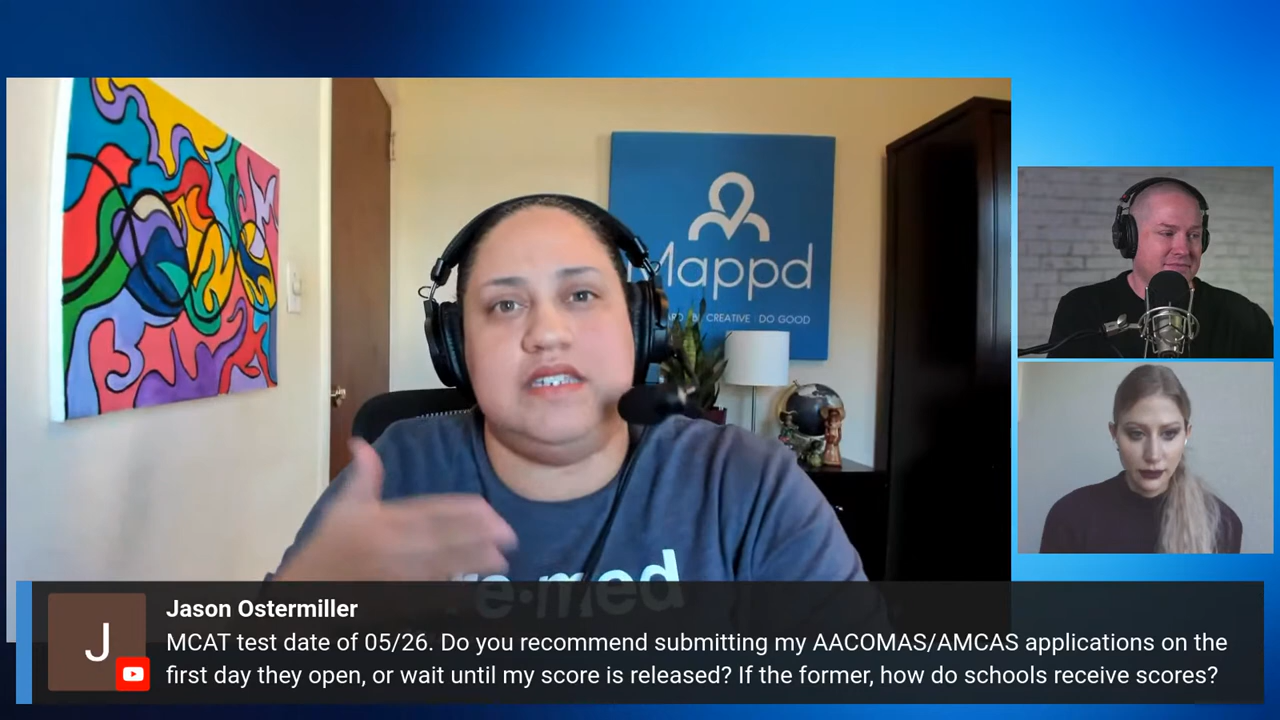 Mappd
CREATIVE DO GOOD
e•med
J
Jason Ostermiller
MCAT test date of 05/26. Do you recommend submitting my AACOMAS/AMCAS applications on the
first day they open, or wait until my score is released? If the former, how do schools receive scores?